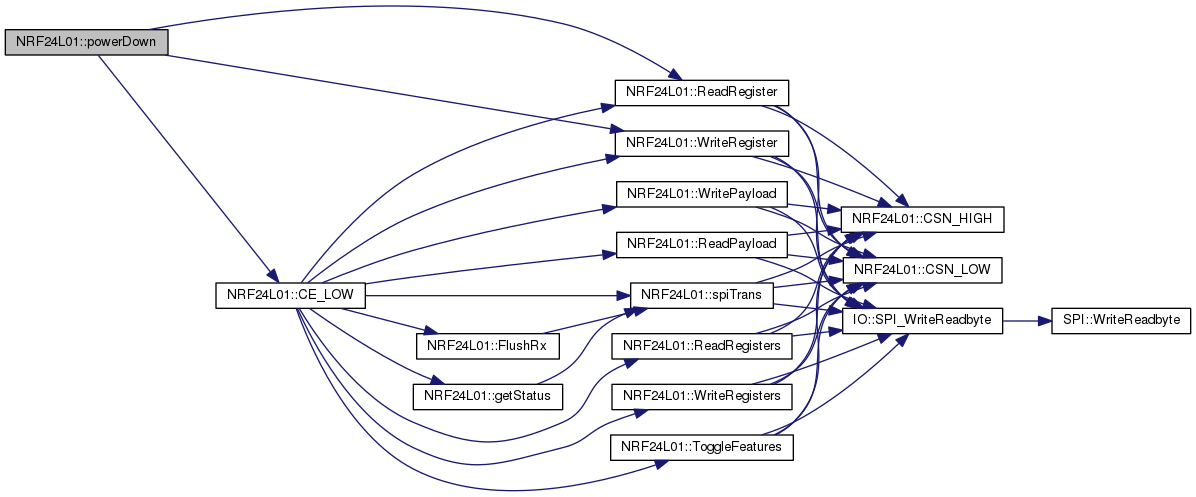 NRF24L01::powerDown
NRF24L01::ReadRegister
NRF24L01::WriteRegister
NRF24L01::WritePayload
NRF24L01::CSN_HIGH
NRF24L01::ReadPayload
NRF24L01::CSN_LOW
NRF24L01::CE_LOW
NRF24L01::spiTrans
IO::SPI_WriteReadbyte
SPI::WriteReadbyte
NRF24L01::FlushRx
NRF24L01::ReadRegisters
NRF24L01::getStatus
NRF24L01::WriteRegisters
NRF24L01::ToggleFeatures